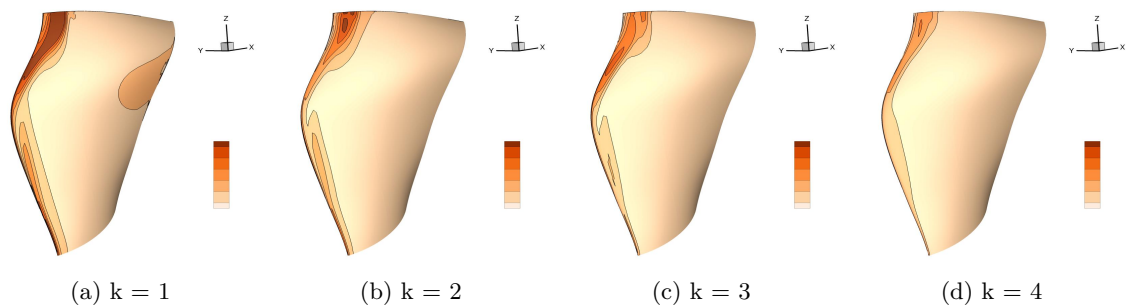 Z
Y X
Z
Y X
Z
Y X
Z
Y X
(a) k = 1
(b) k = 2
(c) k = 3
(d) k = 4